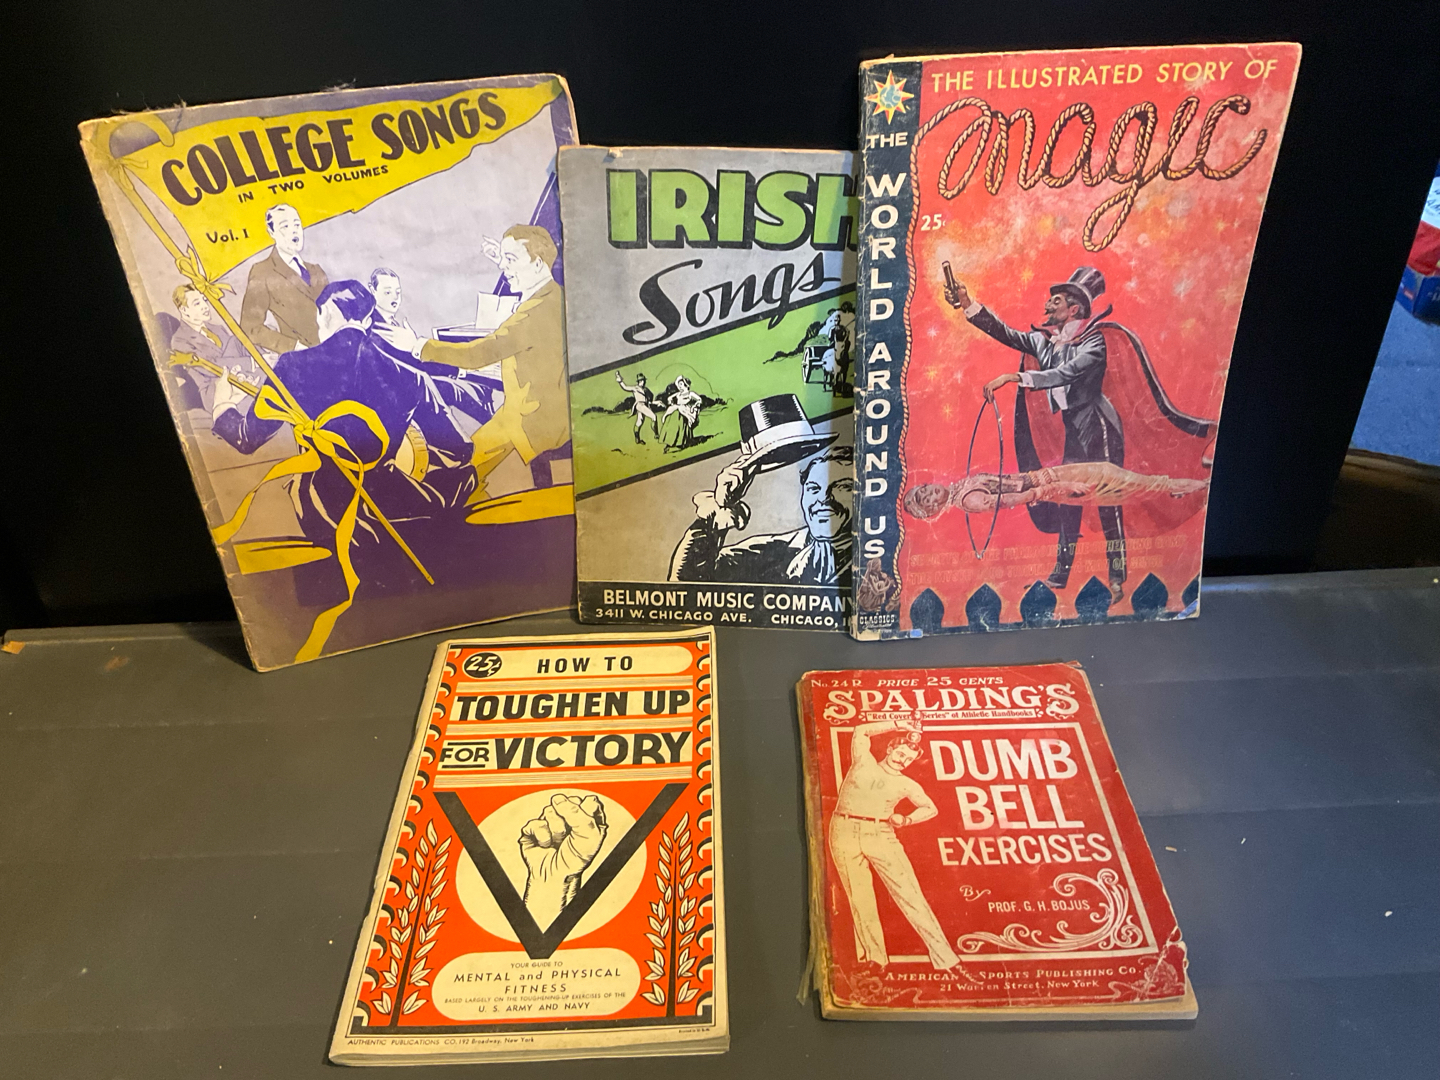 COLLEGE SONGS
IN TWO VOLUMES
Vol. 1
IRISH
Songs
BELMONT MUSIC COMPANY
3411 W. CHICAGO AVE. CHICAGO,
THE ILLUSTRATED STORY OF
magic
25¢
THE WORLD AROUND US
CLASSICS
25¢
HOW TO
TOUGHEN UP
FOR VICTORY
V
YOUR GUIDE TO
MENTAL and PHYSICAL
FITNESS
BASED LARGELY ON THE TOUGHENING-UP EXERCISES OF THE
U. S. ARMY AND NAVY
AUTHENTIC PUBLICATIONS CO. 192 Broadway, New York
No. 24 R PRICE 25 CENTS
SPALDING'S
"Red Cover" Series" of Athletic Handbooks
DUMB
BELL
EXERCISES
By
PROF. G. H. BOJUS
AMERICAN SPORTS PUBLISHING CO.
21 Warren Street, New York